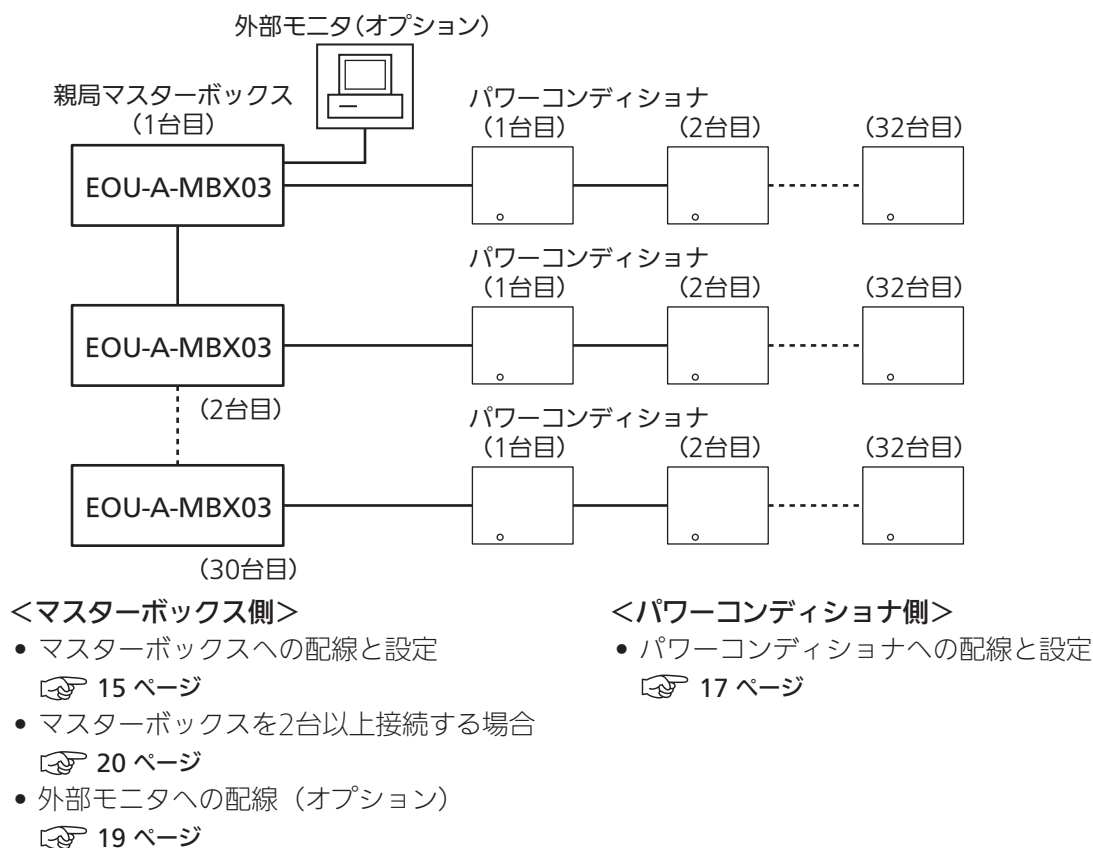 外部モニタ(オプション)
親局マスターボックス
(1台目)
パワーコンディショナ
(1台目) (2台目) (32台目)
EOU-A-MBX03
パワーコンディショナ
(1台目) (2台目) (32台目)
EOU-A-MBX03
(2台目)
パワーコンディショナ
(1台目) (2台目) (32台目)
EOU-A-MBX03
(30台目)
<マスターボックス側>
• マスターボックスへの配線と設定
☞ 15 ページ
• マスターボックスを2台以上接続する場合
☞ 20 ページ
• 外部モニタへの配線(オプション)
☞ 19 ページ
<パワーコンディショナ側>
• パワーコンディショナへの配線と設定
☞ 17 ページ